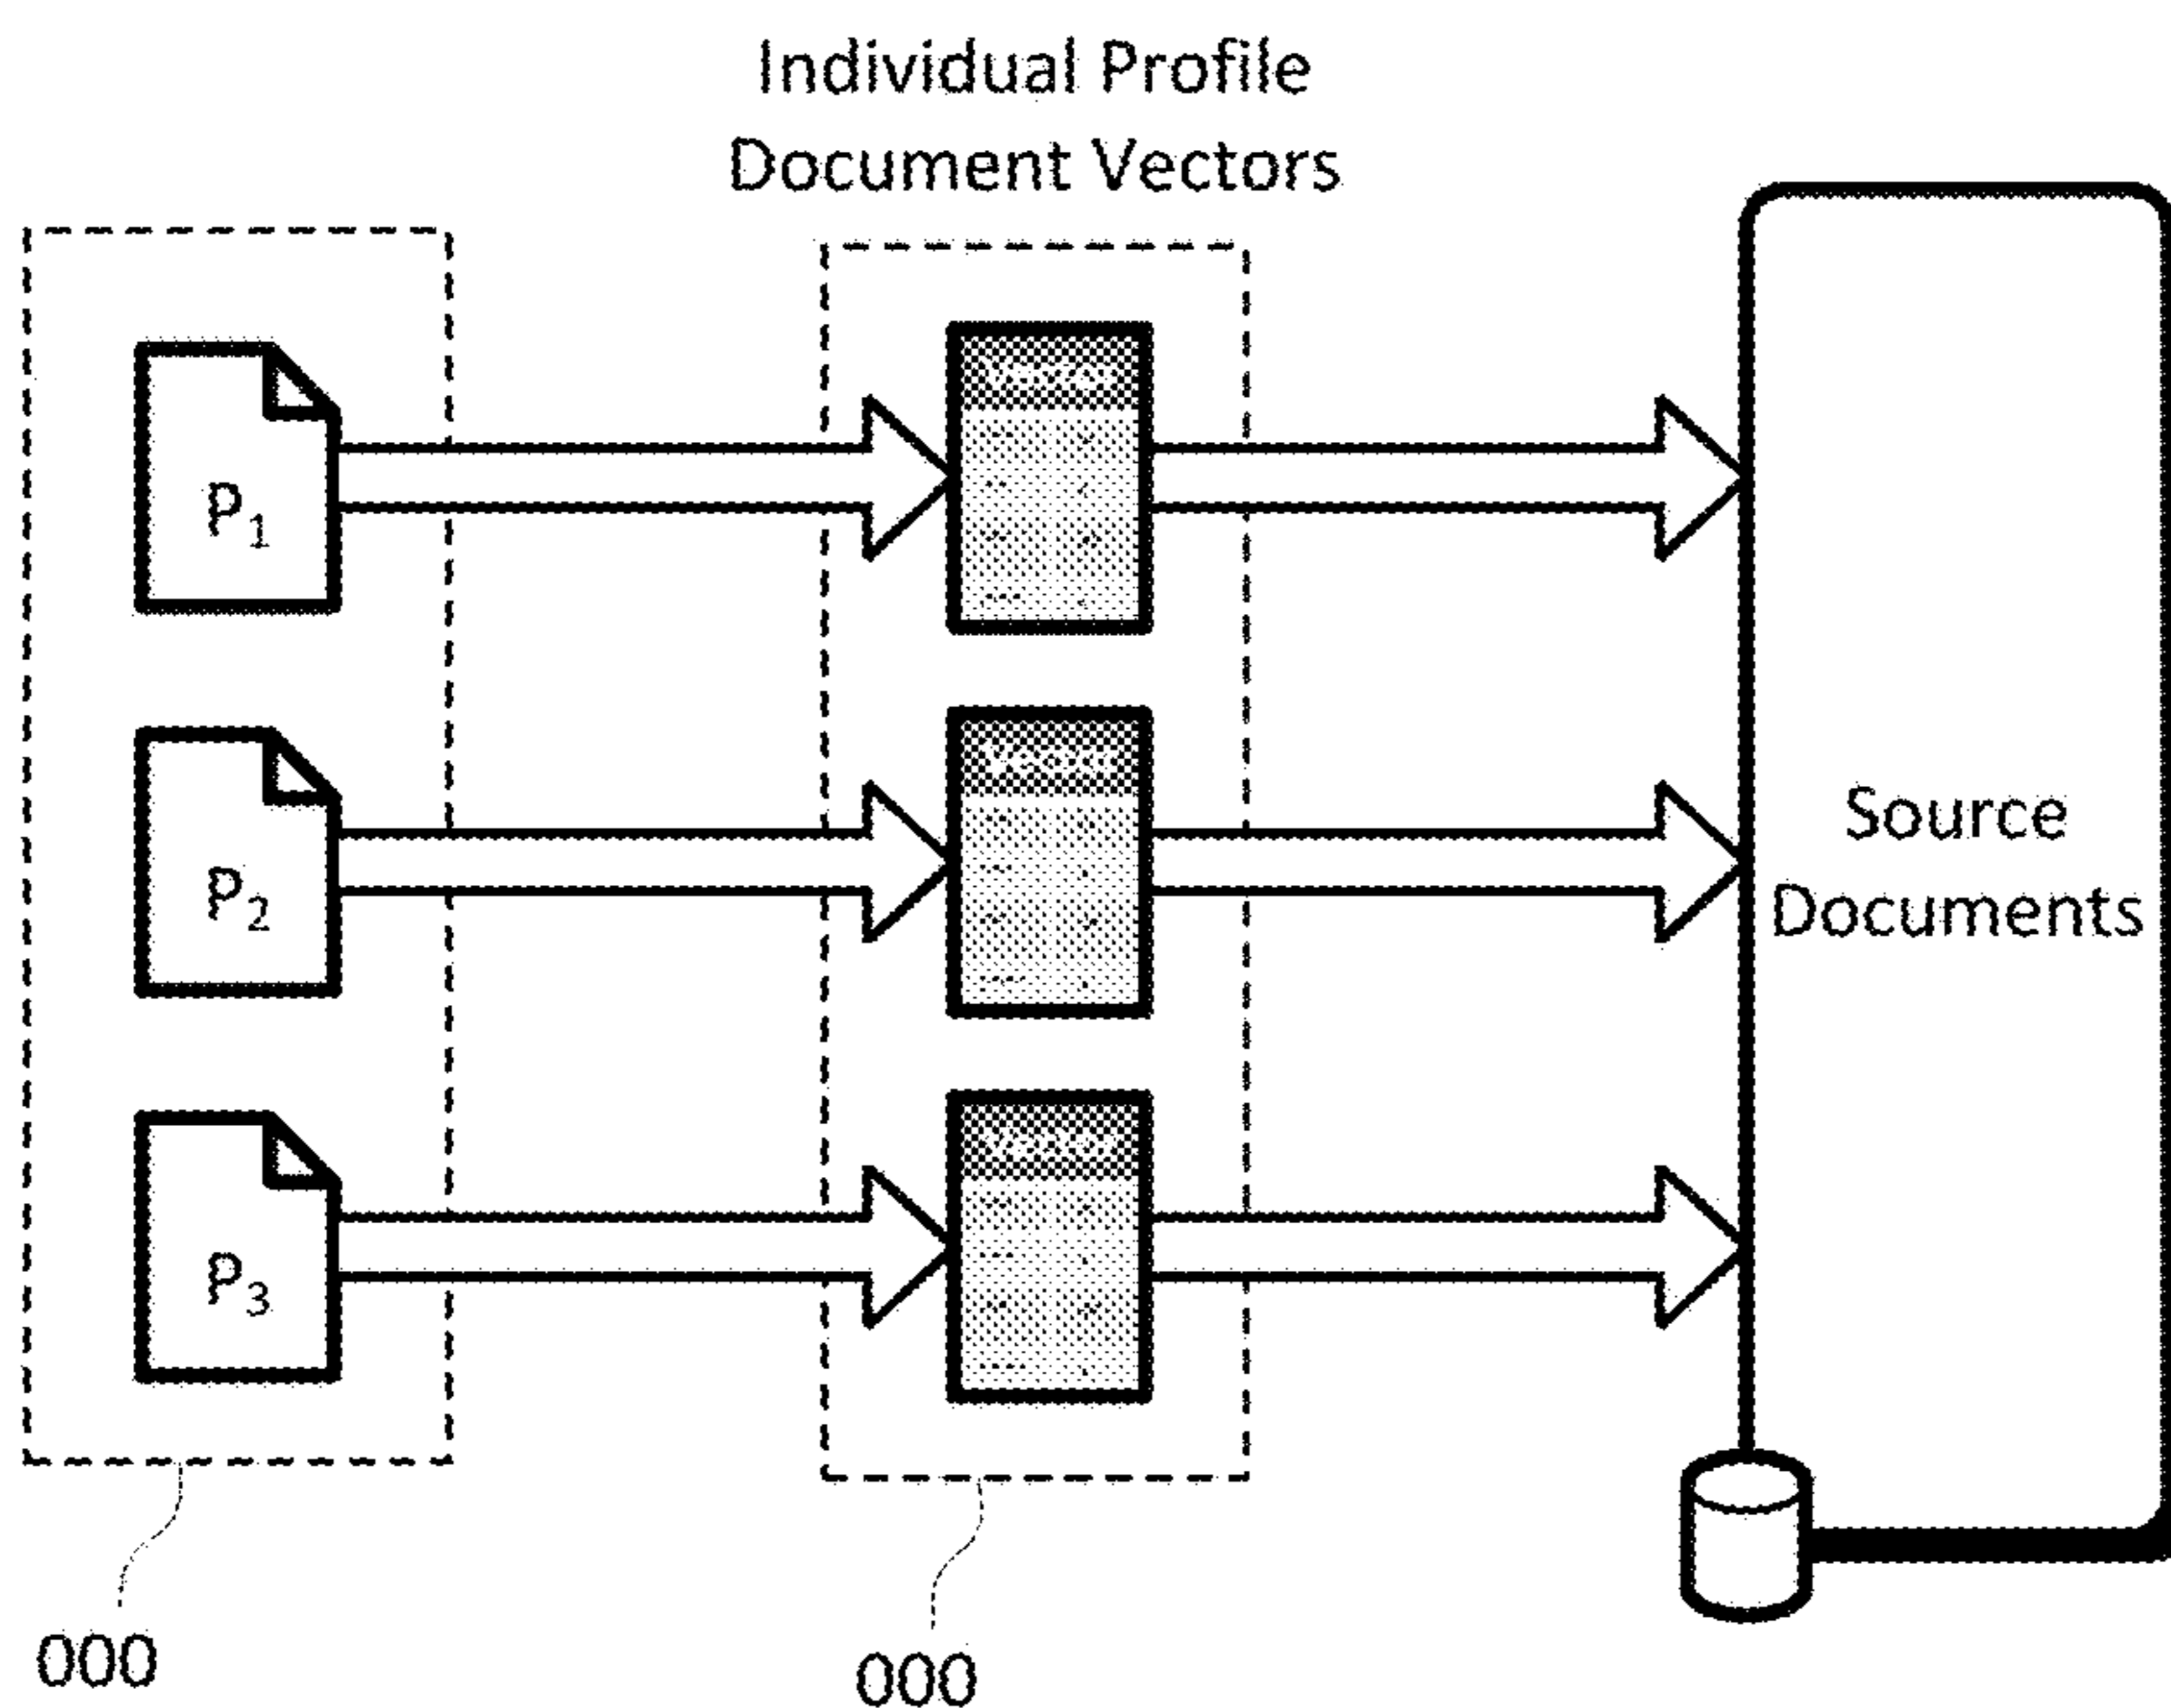 Individual Profile
Document Vectors
P1
P2
P3
Source
Documents
000
000